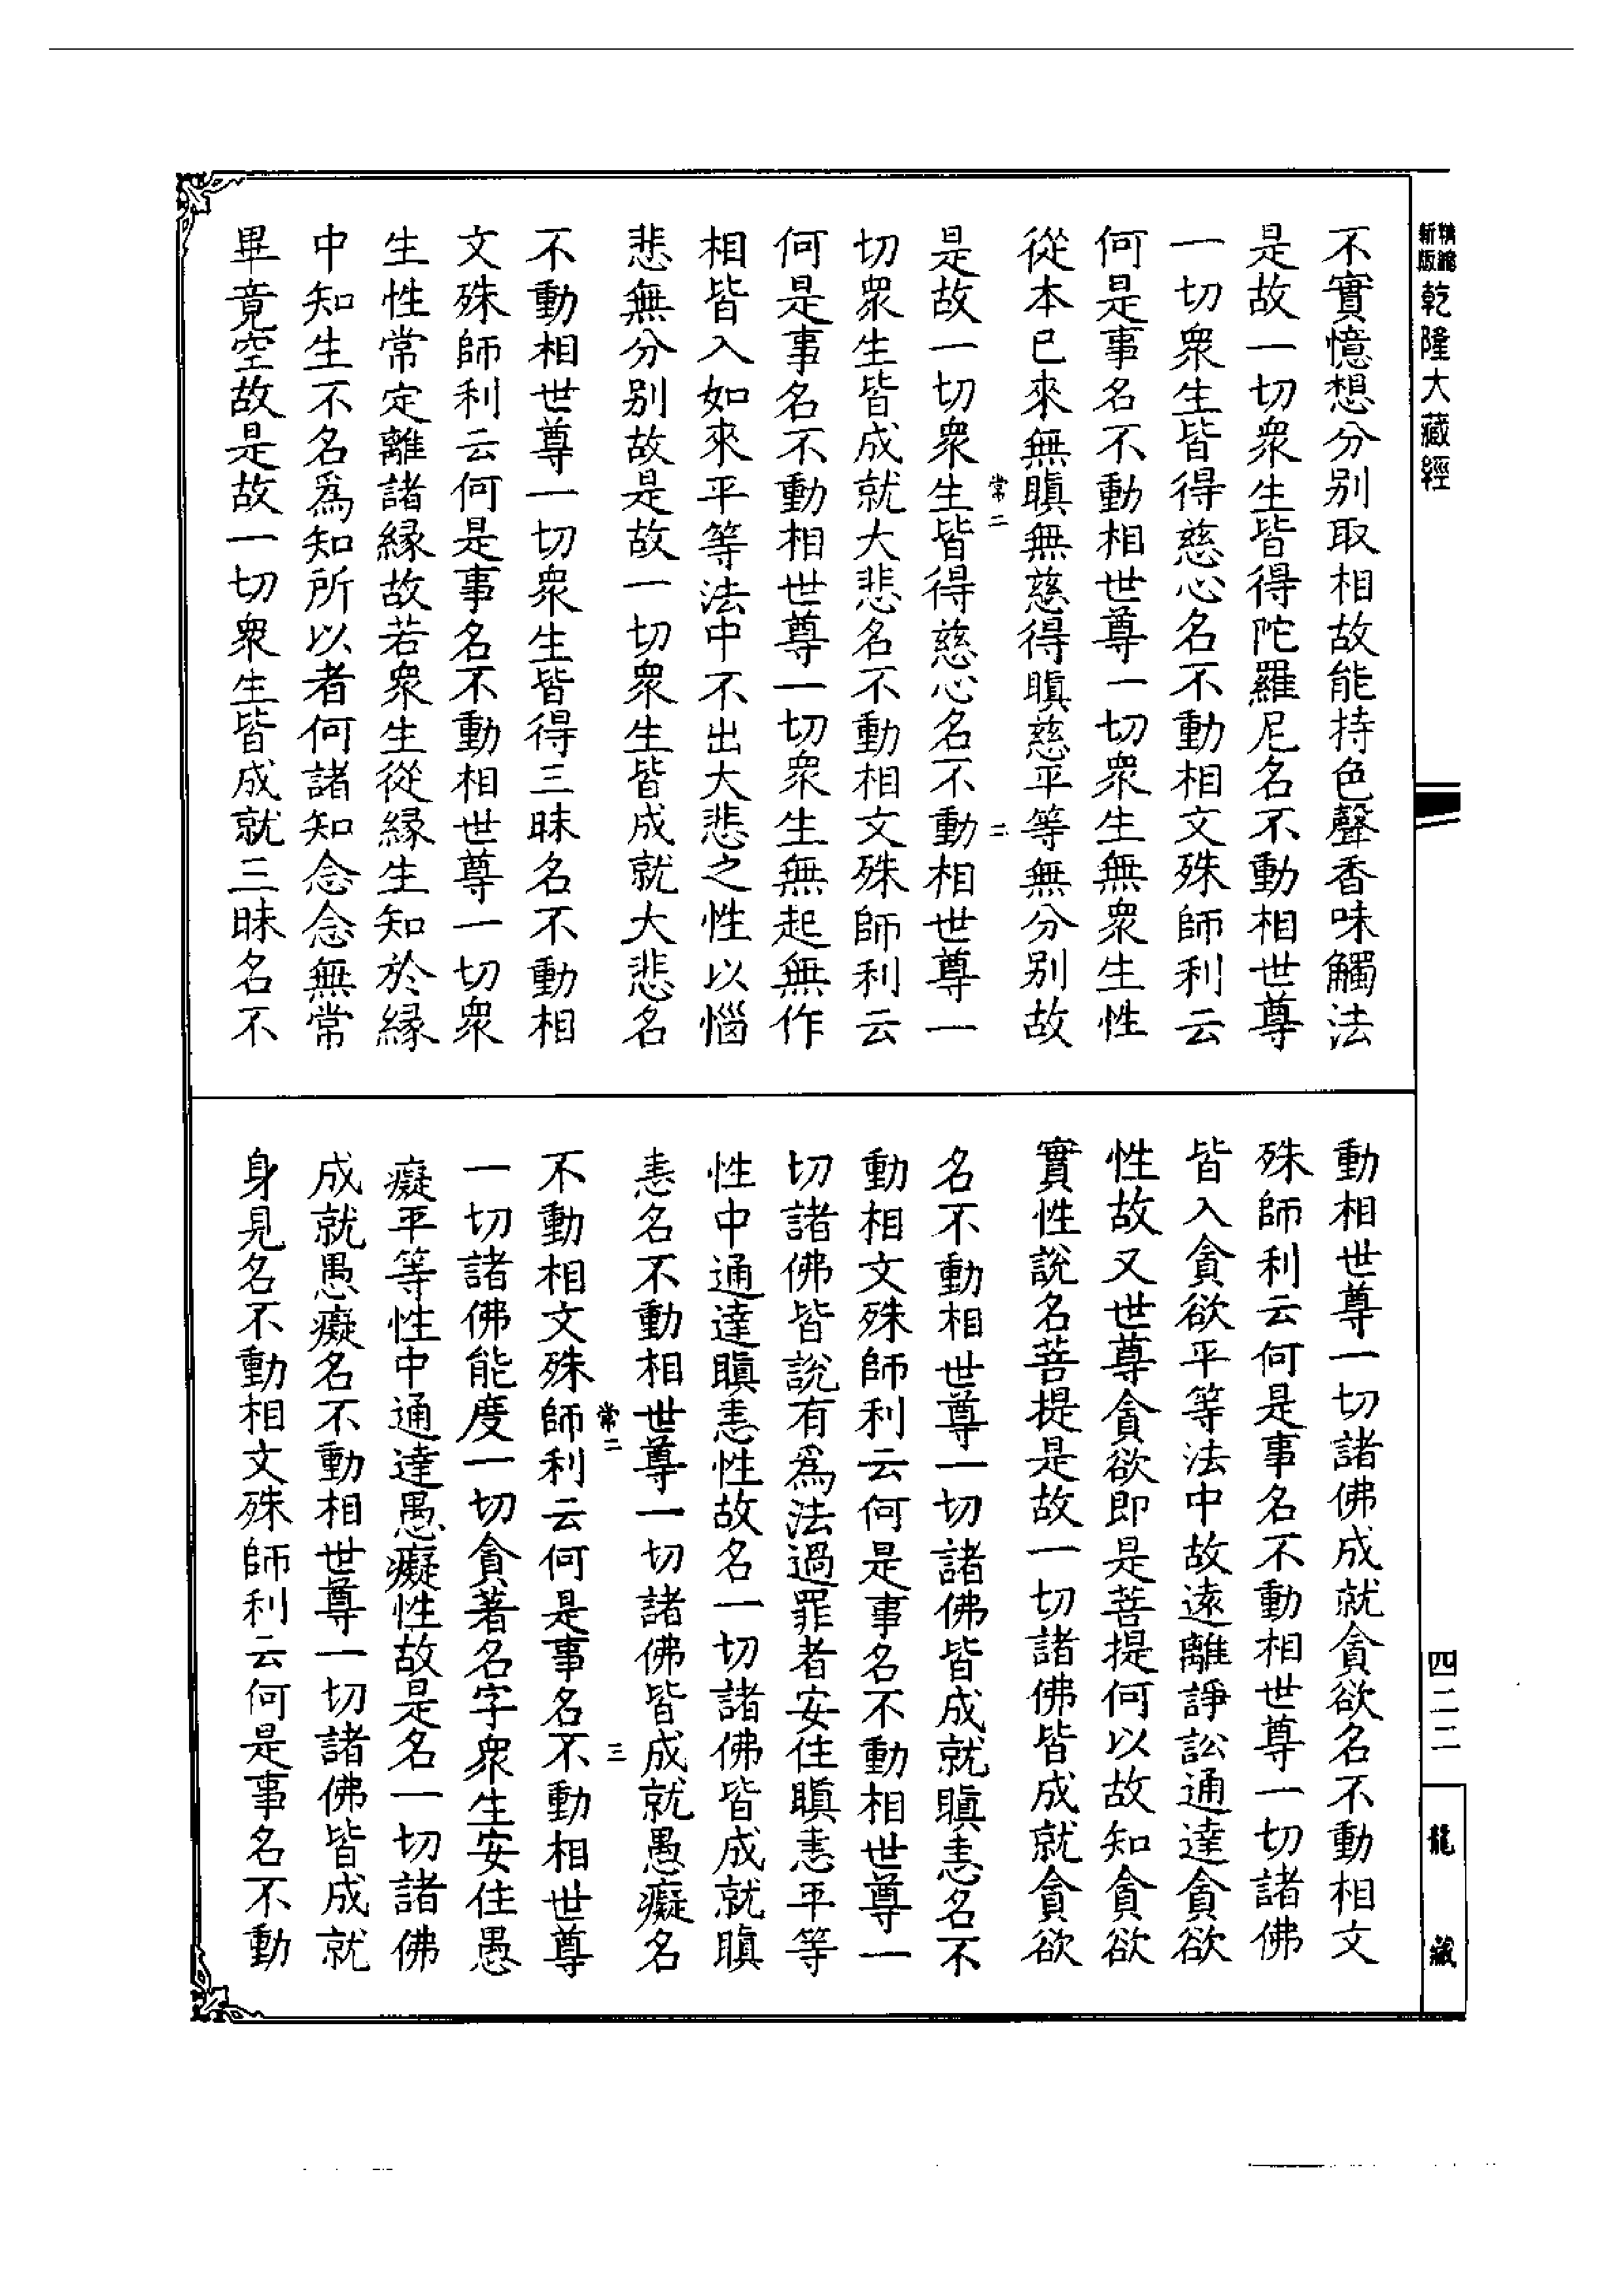 新版
精縮
乾隆大藏經
不實憶想分别取相故能持色聲香味觸法
是故一切衆生皆得陀羅尼名不動相世尊
一切衆生皆得慈心名不動相文殊師利云
何是事名不動相世尊一切衆生無衆生性
從本已來無瞋無慈得瞋慈平等無分别故
常二
二
是故一切衆生皆得慈心名不動相世尊一
切衆生皆成就大悲名不動相文殊師利云
何是事名不動相世尊一切衆生無起無作
相皆入如來平等法中不出大悲之性以惱
悲無分别故是故一切衆生皆成就大悲名
不動相世尊一切衆生皆得三昧名不動相
文殊師利云何是事名不動相世尊一切衆
生性常定離諸緣故若衆生從緣生知於緣
中知生不名爲知所以者何諸知念念無常
畢竟空故是故一切衆生皆成就三昧名不
動相世尊一切諸佛成就貪欲名不動相文
殊師利云何是事名不動相世尊一切諸佛
皆入貪欲平等法中故遠離諍訟通達貪欲
性故又世尊貪欲即是菩提何以故知貪欲
實性說名菩提是故一切諸佛皆成就貪欲
名不動相世尊一切諸佛皆成就瞋恚名不
動相文殊師利云何是事名不動相世尊一
切諸佛皆說有爲法過罪者安住瞋恚平等
性中通達瞋恚性故名一切諸佛皆成就瞋
恚名不動相世尊一切諸佛皆成就愚癡名
常二
三
不動相文殊師利云何是事名不動相世尊
一切諸佛能度一切貪著名字衆生安住愚
癡平等性中通達愚癡性故是名一切諸佛
成就愚癡名不動相世尊一切諸佛皆成就
身見名不動相文殊師利云何是事名不動
四二二
龍藏